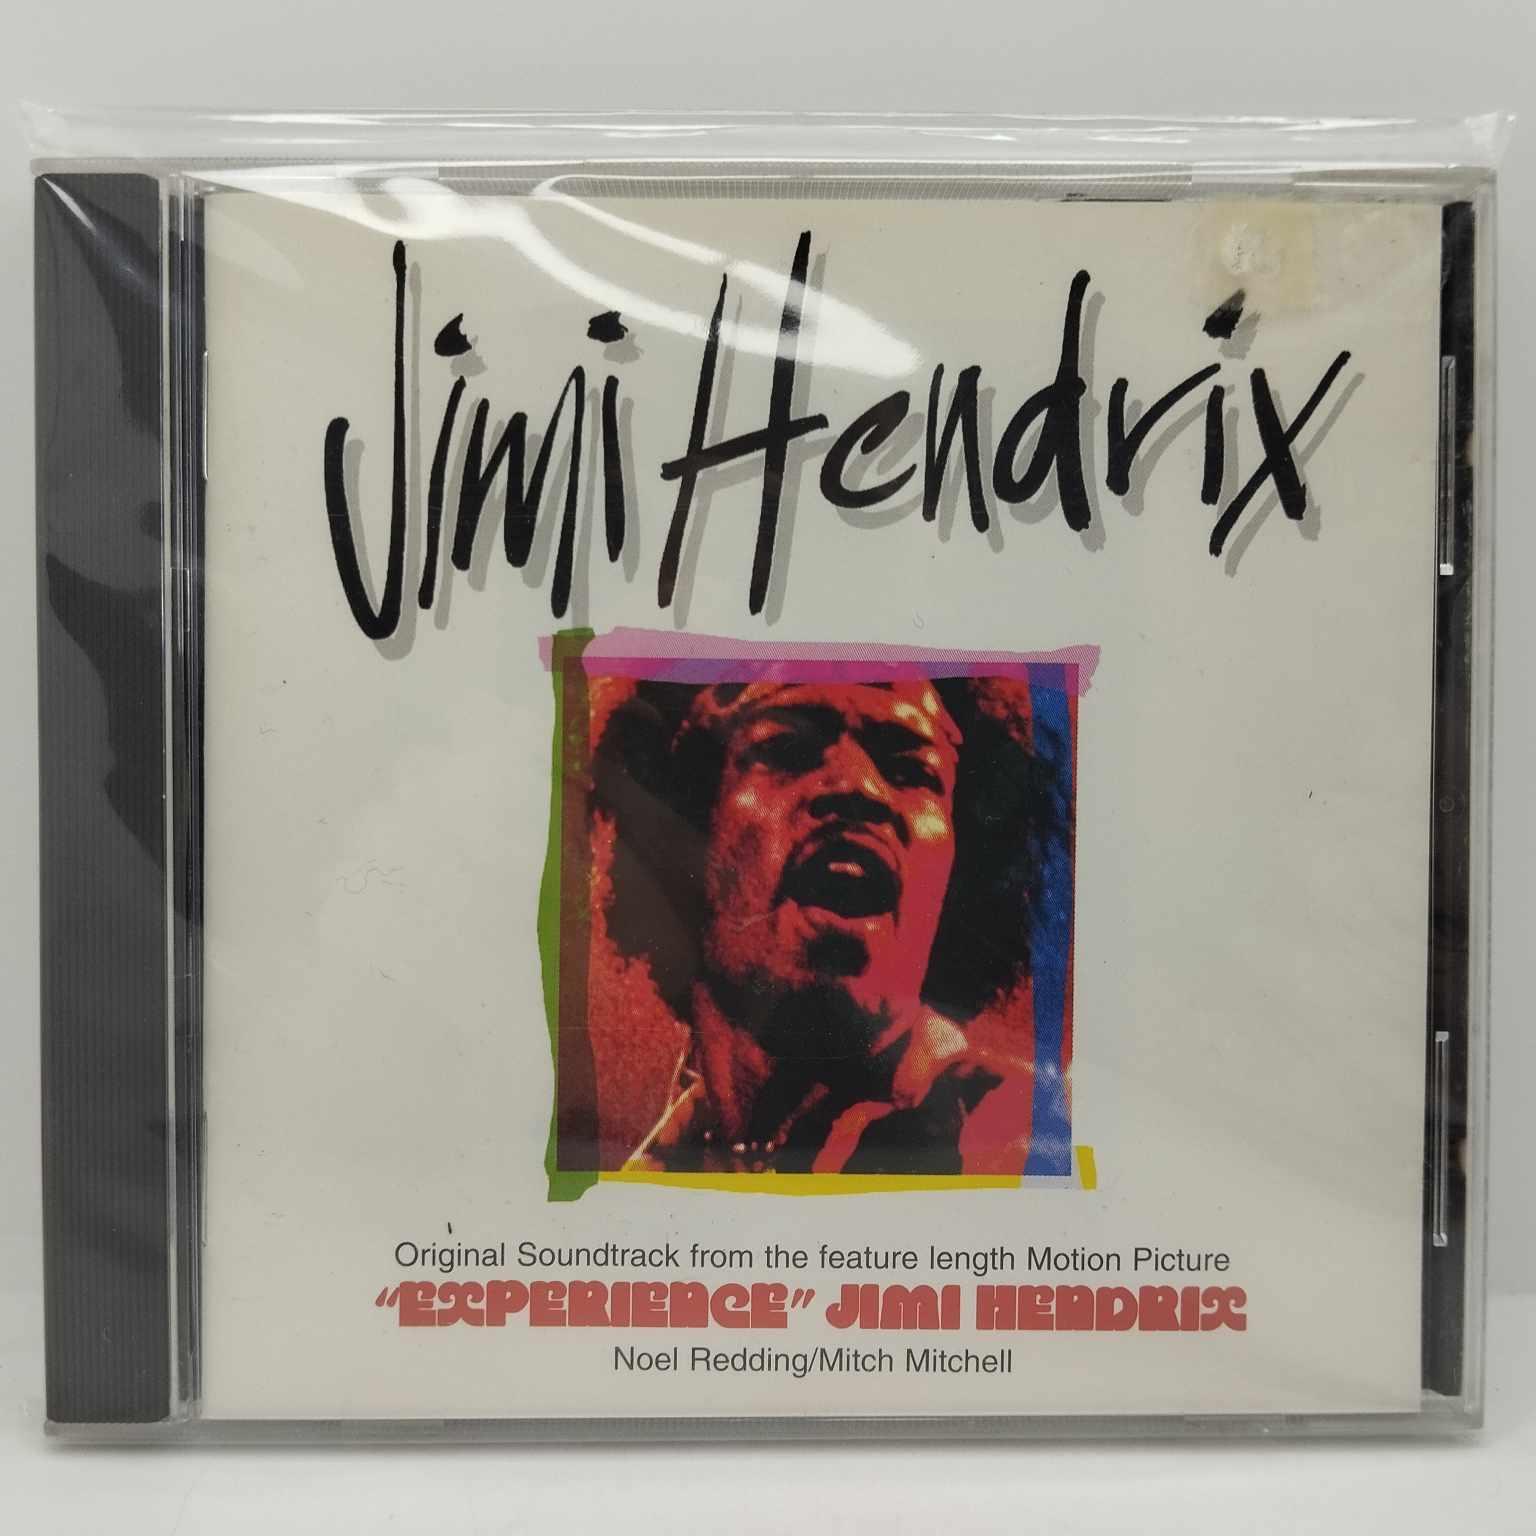 Jimi Hendrix
Original Soundtrack from the feature length Motion Picture
"EXPERIENCE" JIMI HENDRIX
Noel Redding/Mitch Mitchell